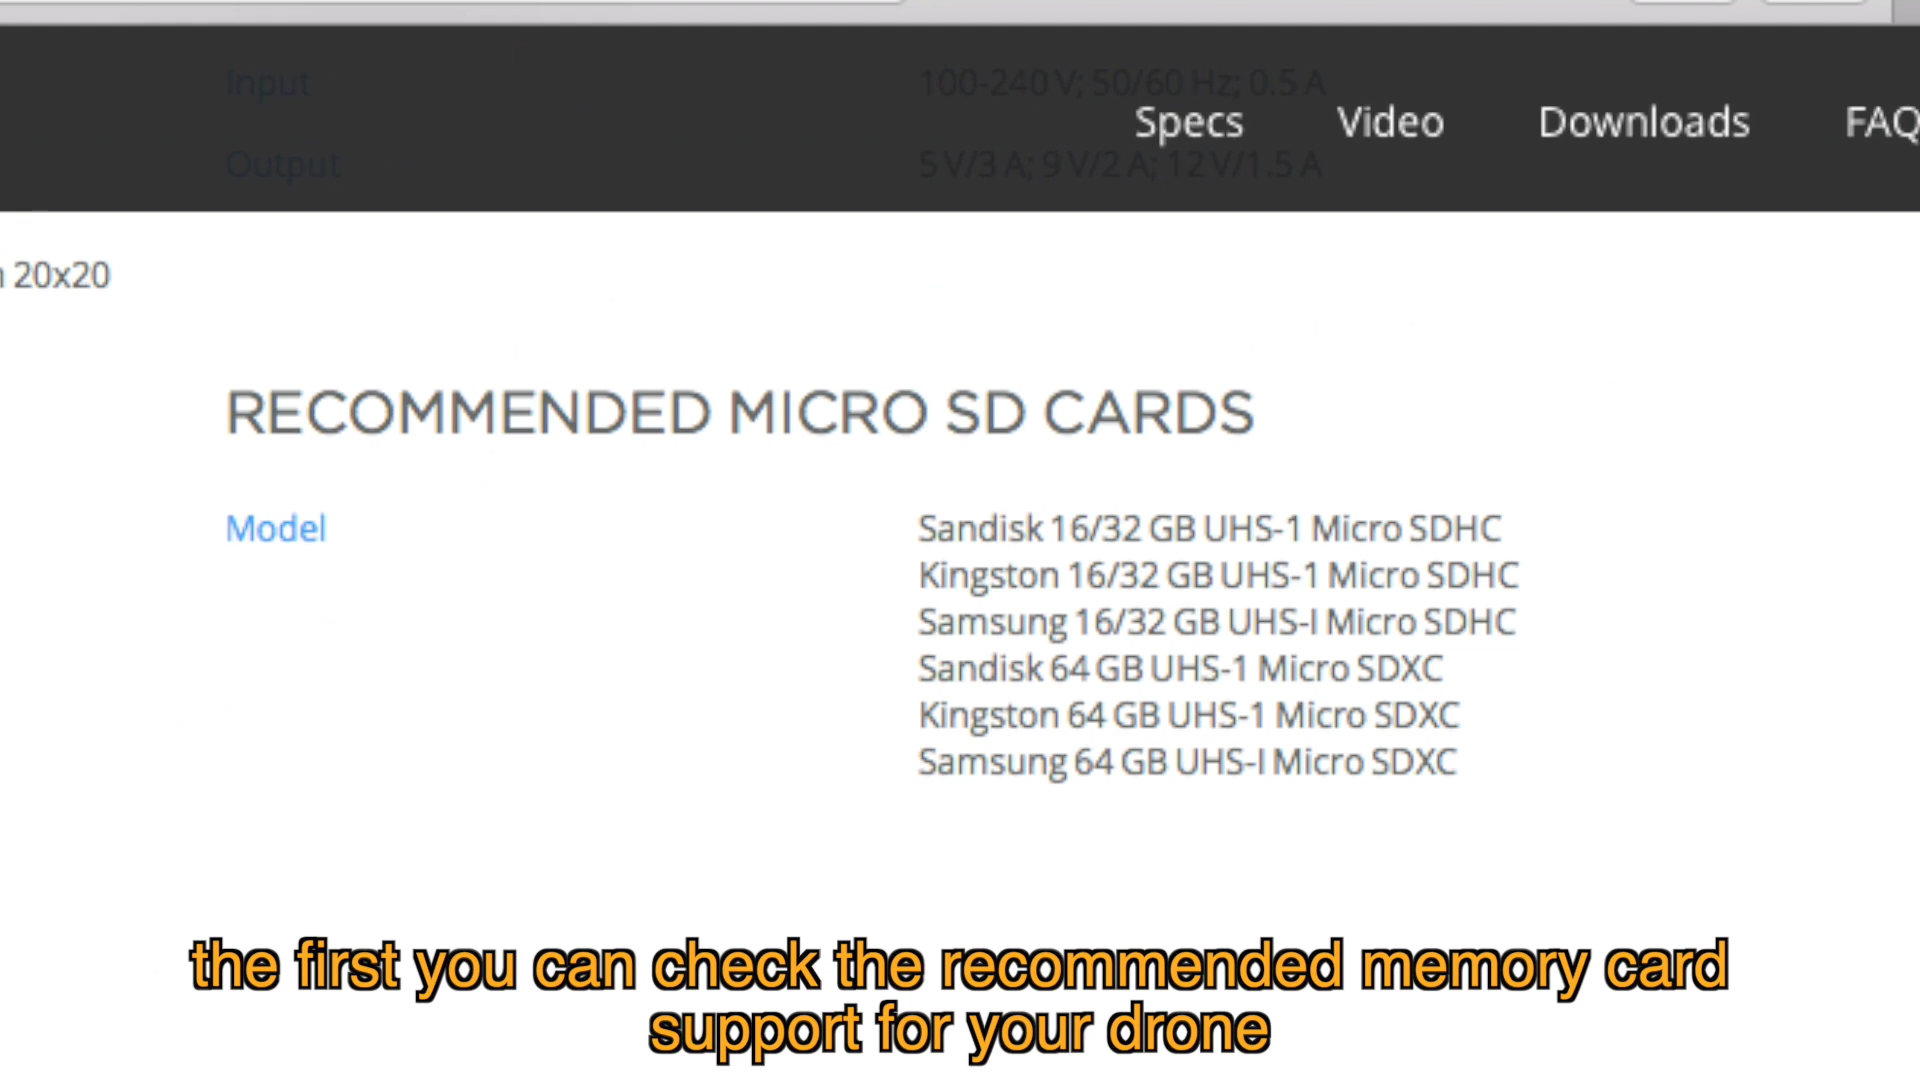 Input 100-240 V; 50/60 Hz; 0.5 A
Specs Video Downloads FAQ
Output 5 V/3 A; 9 V/2 A; 12 V/1.5 A
20x20
RECOMMENDED MICRO SD CARDS
Model Sandisk 16/32 GB UHS-1 Micro SDHC
Kingston 16/32 GB UHS-1 Micro SDHC
Samsung 16/32 GB UHS-I Micro SDHC
Sandisk 64 GB UHS-1 Micro SDXC
Kingston 64 GB UHS-1 Micro SDXC
Samsung 64 GB UHS-I Micro SDXC
the first you can check the recommended memory card
support for your drone